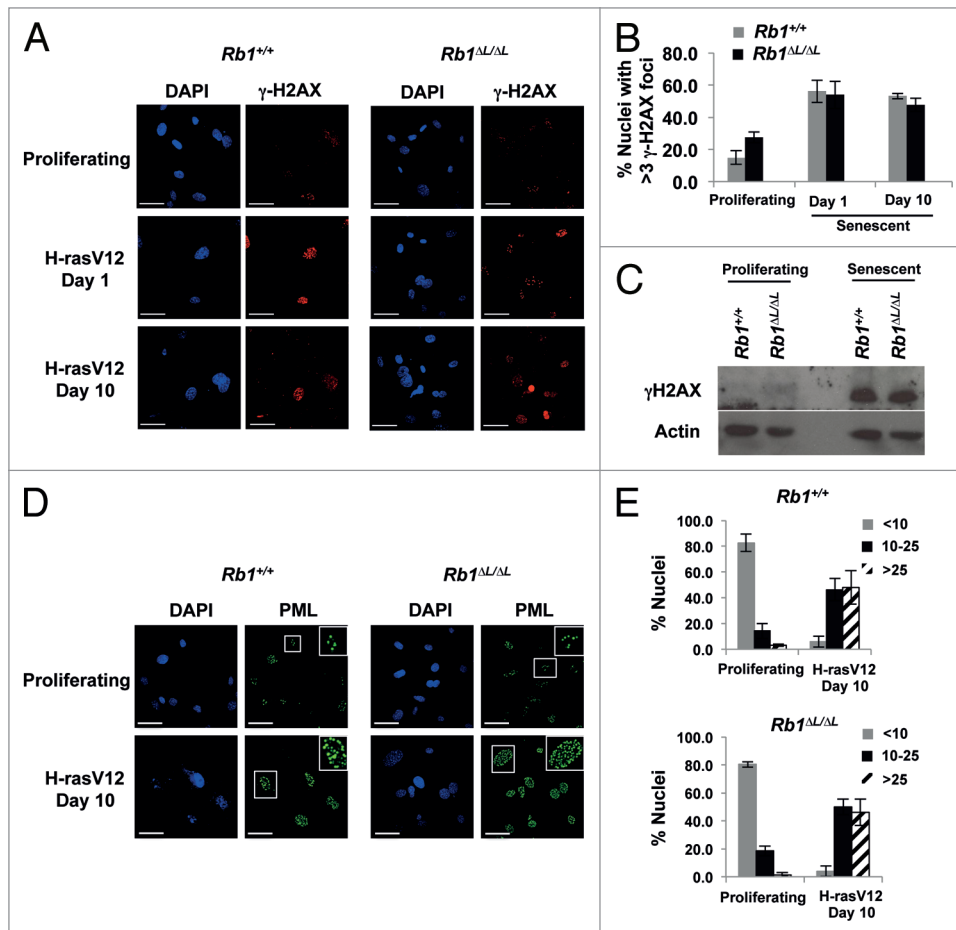 A
Rb1+/+
Rb1ΔL/ΔL
DAPI
γ-H2AX
DAPI
γ-H2AX
Proliferating
H-rasV12
Day 1
H-rasV12
Day 10
B
Rb1+/+
Rb1ΔL/ΔL
% Nuclei with
>3 γ-H2AX foci
80.0
60.0
40.0
20.0
0.0
Proliferating
Day 1
Day 10
Senescent
C
Proliferating
Senescent
Rb1+/+
Rb1ΔL/ΔL
Rb1+/+
Rb1ΔL/ΔL
γH2AX
Actin
D
Rb1+/+
Rb1ΔL/ΔL
DAPI
PML
DAPI
PML
Proliferating
H-rasV12
Day 10
E
Rb1+/+
% Nuclei
100.0
80.0
60.0
40.0
20.0
0.0
<10
10-25
>25
Proliferating
H-rasV12
Day 10
Rb1ΔL/ΔL
% Nuclei
100.0
80.0
60.0
40.0
20.0
0.0
<10
10-25
>25
Proliferating
H-rasV12
Day 10